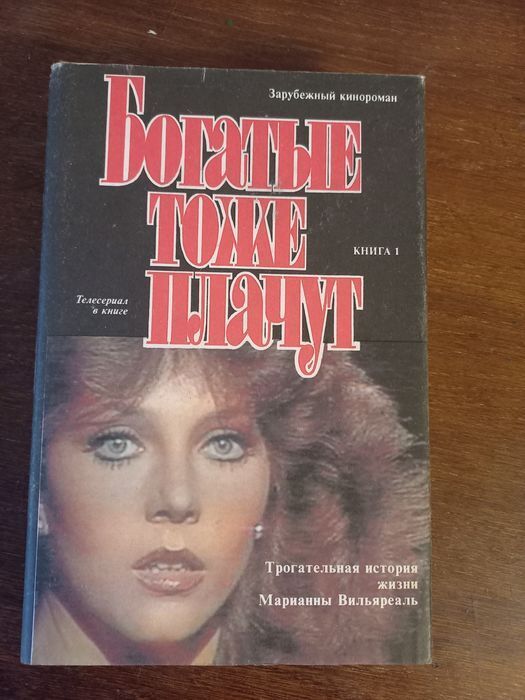 Зарубежный кинороман
Богатые
тоже
плачут
КНИГА 1
Телесериал
в книге
Трогательная история
жизни
Марианны Вильяреаль